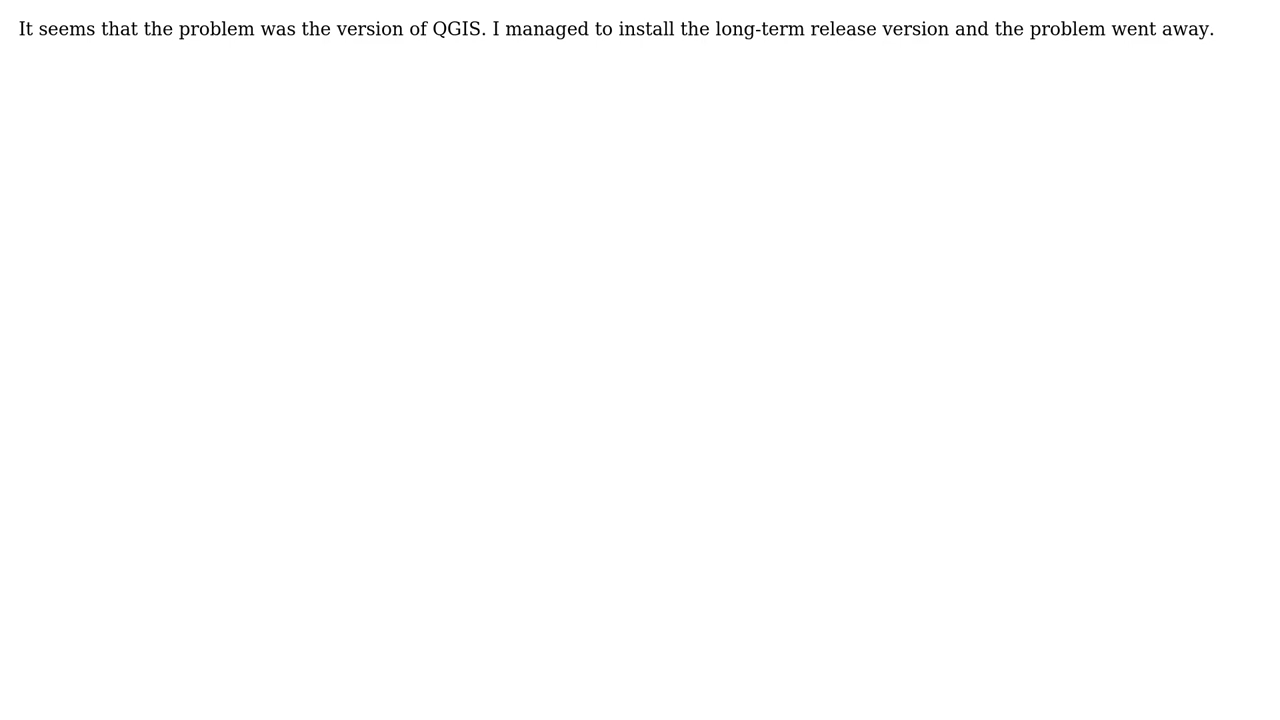 It seems that the problem was the version of QGIS. I managed to install the long-term release version and the problem went away.